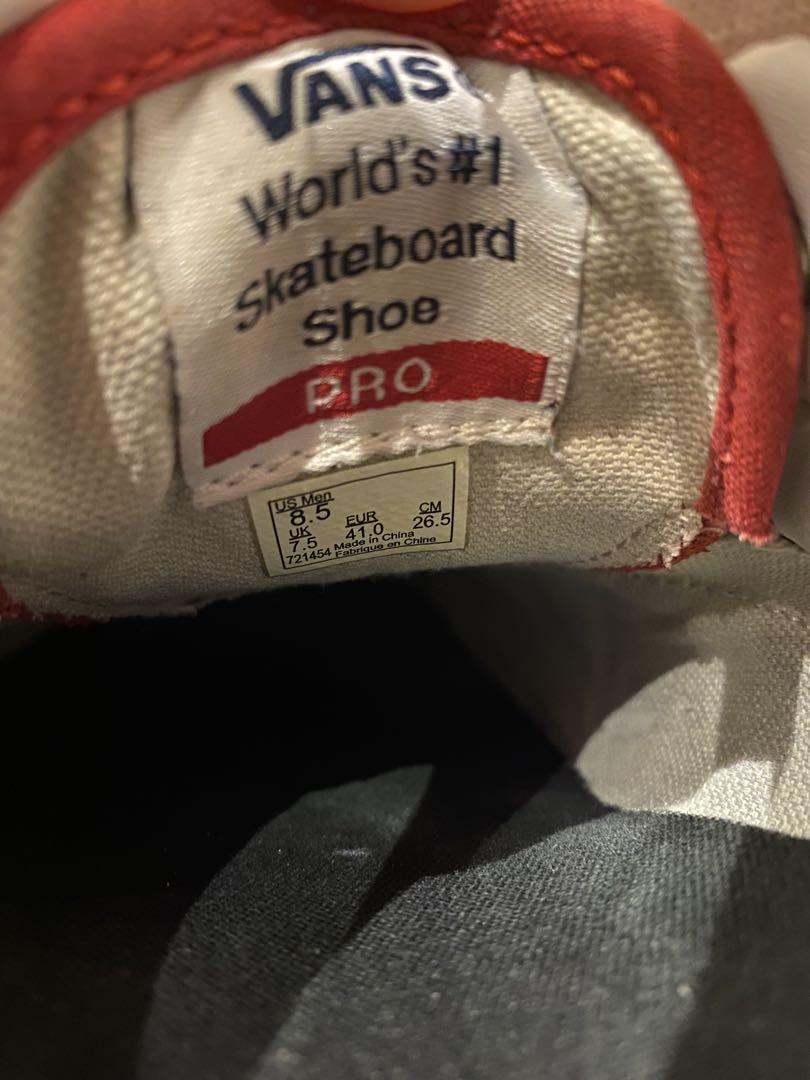 VANS
World's #1
Skateboard
Shoe
PRO
US Men
8.5
UK
7.5
EUR
41.0
CM
26.5
721454 Made in China
Fabrique en Chine